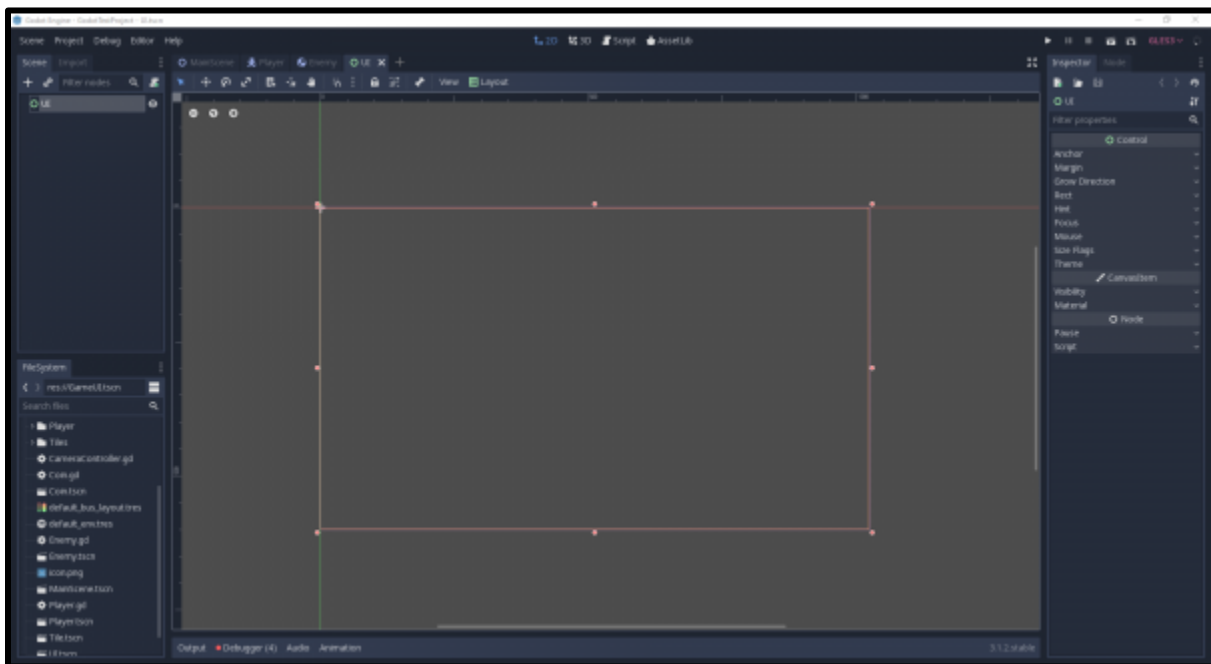 Godot Engine - GodotTestProject - UI.tscn
Scene Project Debug Editor Help
2D 3D Script AssetLib
GLES3
Scene Import
MainScene Player Enemy UI
Inspector Node
Filter nodes
View Layout
UI
UI
Filter properties
Control
Anchor
Margin
Grow Direction
Rect
Hint
Focus
Mouse
Size Flags
Theme
CanvasItem
Visibility
Material
Node
Pause
Script
FileSystem
res://GameUI.tscn
Search files
Player
Tiles
CameraController.gd
default_bus_layout.tres
default_env.tres
Enemy.gd
Enemy.tscn
icon.png
MainScene.tscn
Player.gd
Player.tscn
Tile.tscn
UI.tscn
Output Debugger (4) Audio Animation
3.1.2.stable